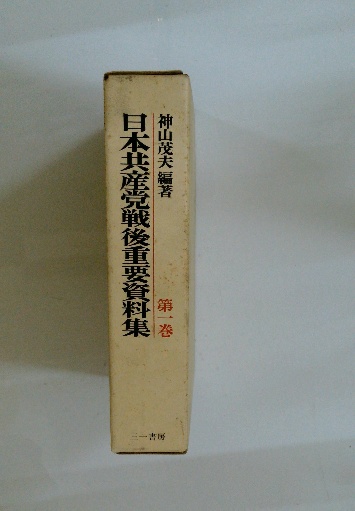 神山茂夫 編著
日本共産党戦後重要資料集
第一巻
三一書房